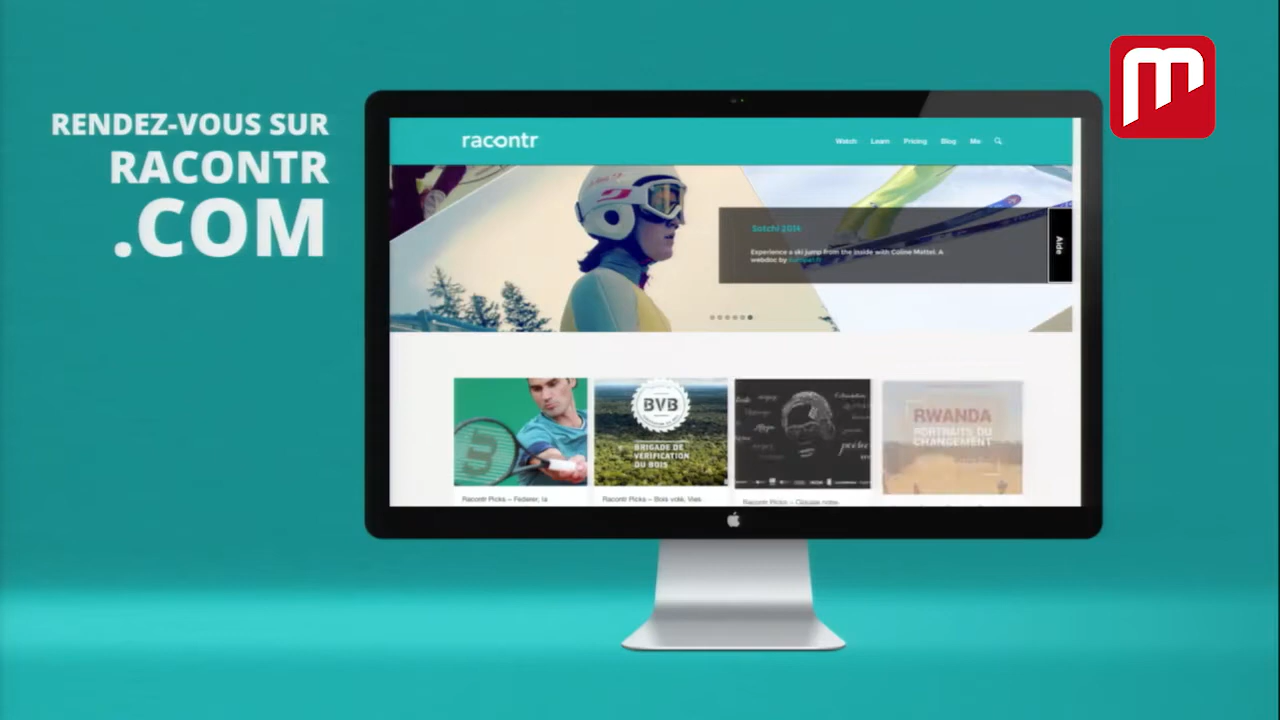 RENDEZ-VOUS SUR
RACONTR
.COM
racontr
Watch Learn Pricing Blog Me
Sotchi 2014
Experience a ski jump from the inside with Coline Mattel. A
webdoc by
Aide
BVB
BRIGADE DE
VÉRIFICATION
DU BOIS
RWANDA
PORTRAITS DU
CHANGEMENT
Racontr Picks – Federer, la
Racontr Picks – Bois volé, Vies
Racontr Picks –